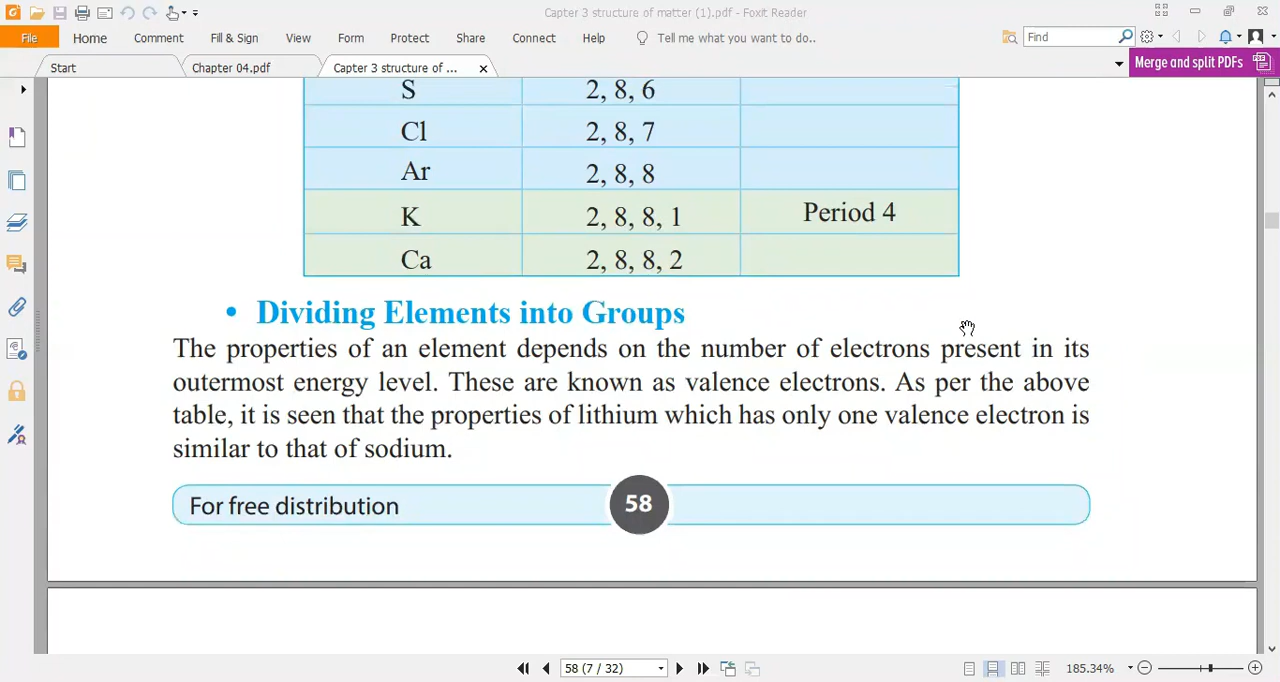 Capter 3 structure of matter (1).pdf - Foxit Reader
File Home Comment Fill & Sign View Form Protect Share Connect Help Tell me what you want to do.. Find
Start Chapter 04.pdf Capter 3 structure of ... Merge and split PDFs
S 2, 8, 6
Cl 2, 8, 7
Ar 2, 8, 8
K 2, 8, 8, 1 Period 4
Ca 2, 8, 8, 2
• Dividing Elements into Groups
The properties of an element depends on the number of electrons present in its
outermost energy level. These are known as valence electrons. As per the above
table, it is seen that the properties of lithium which has only one valence electron is
similar to that of sodium.
For free distribution 58
58 (7 / 32) 185.34%